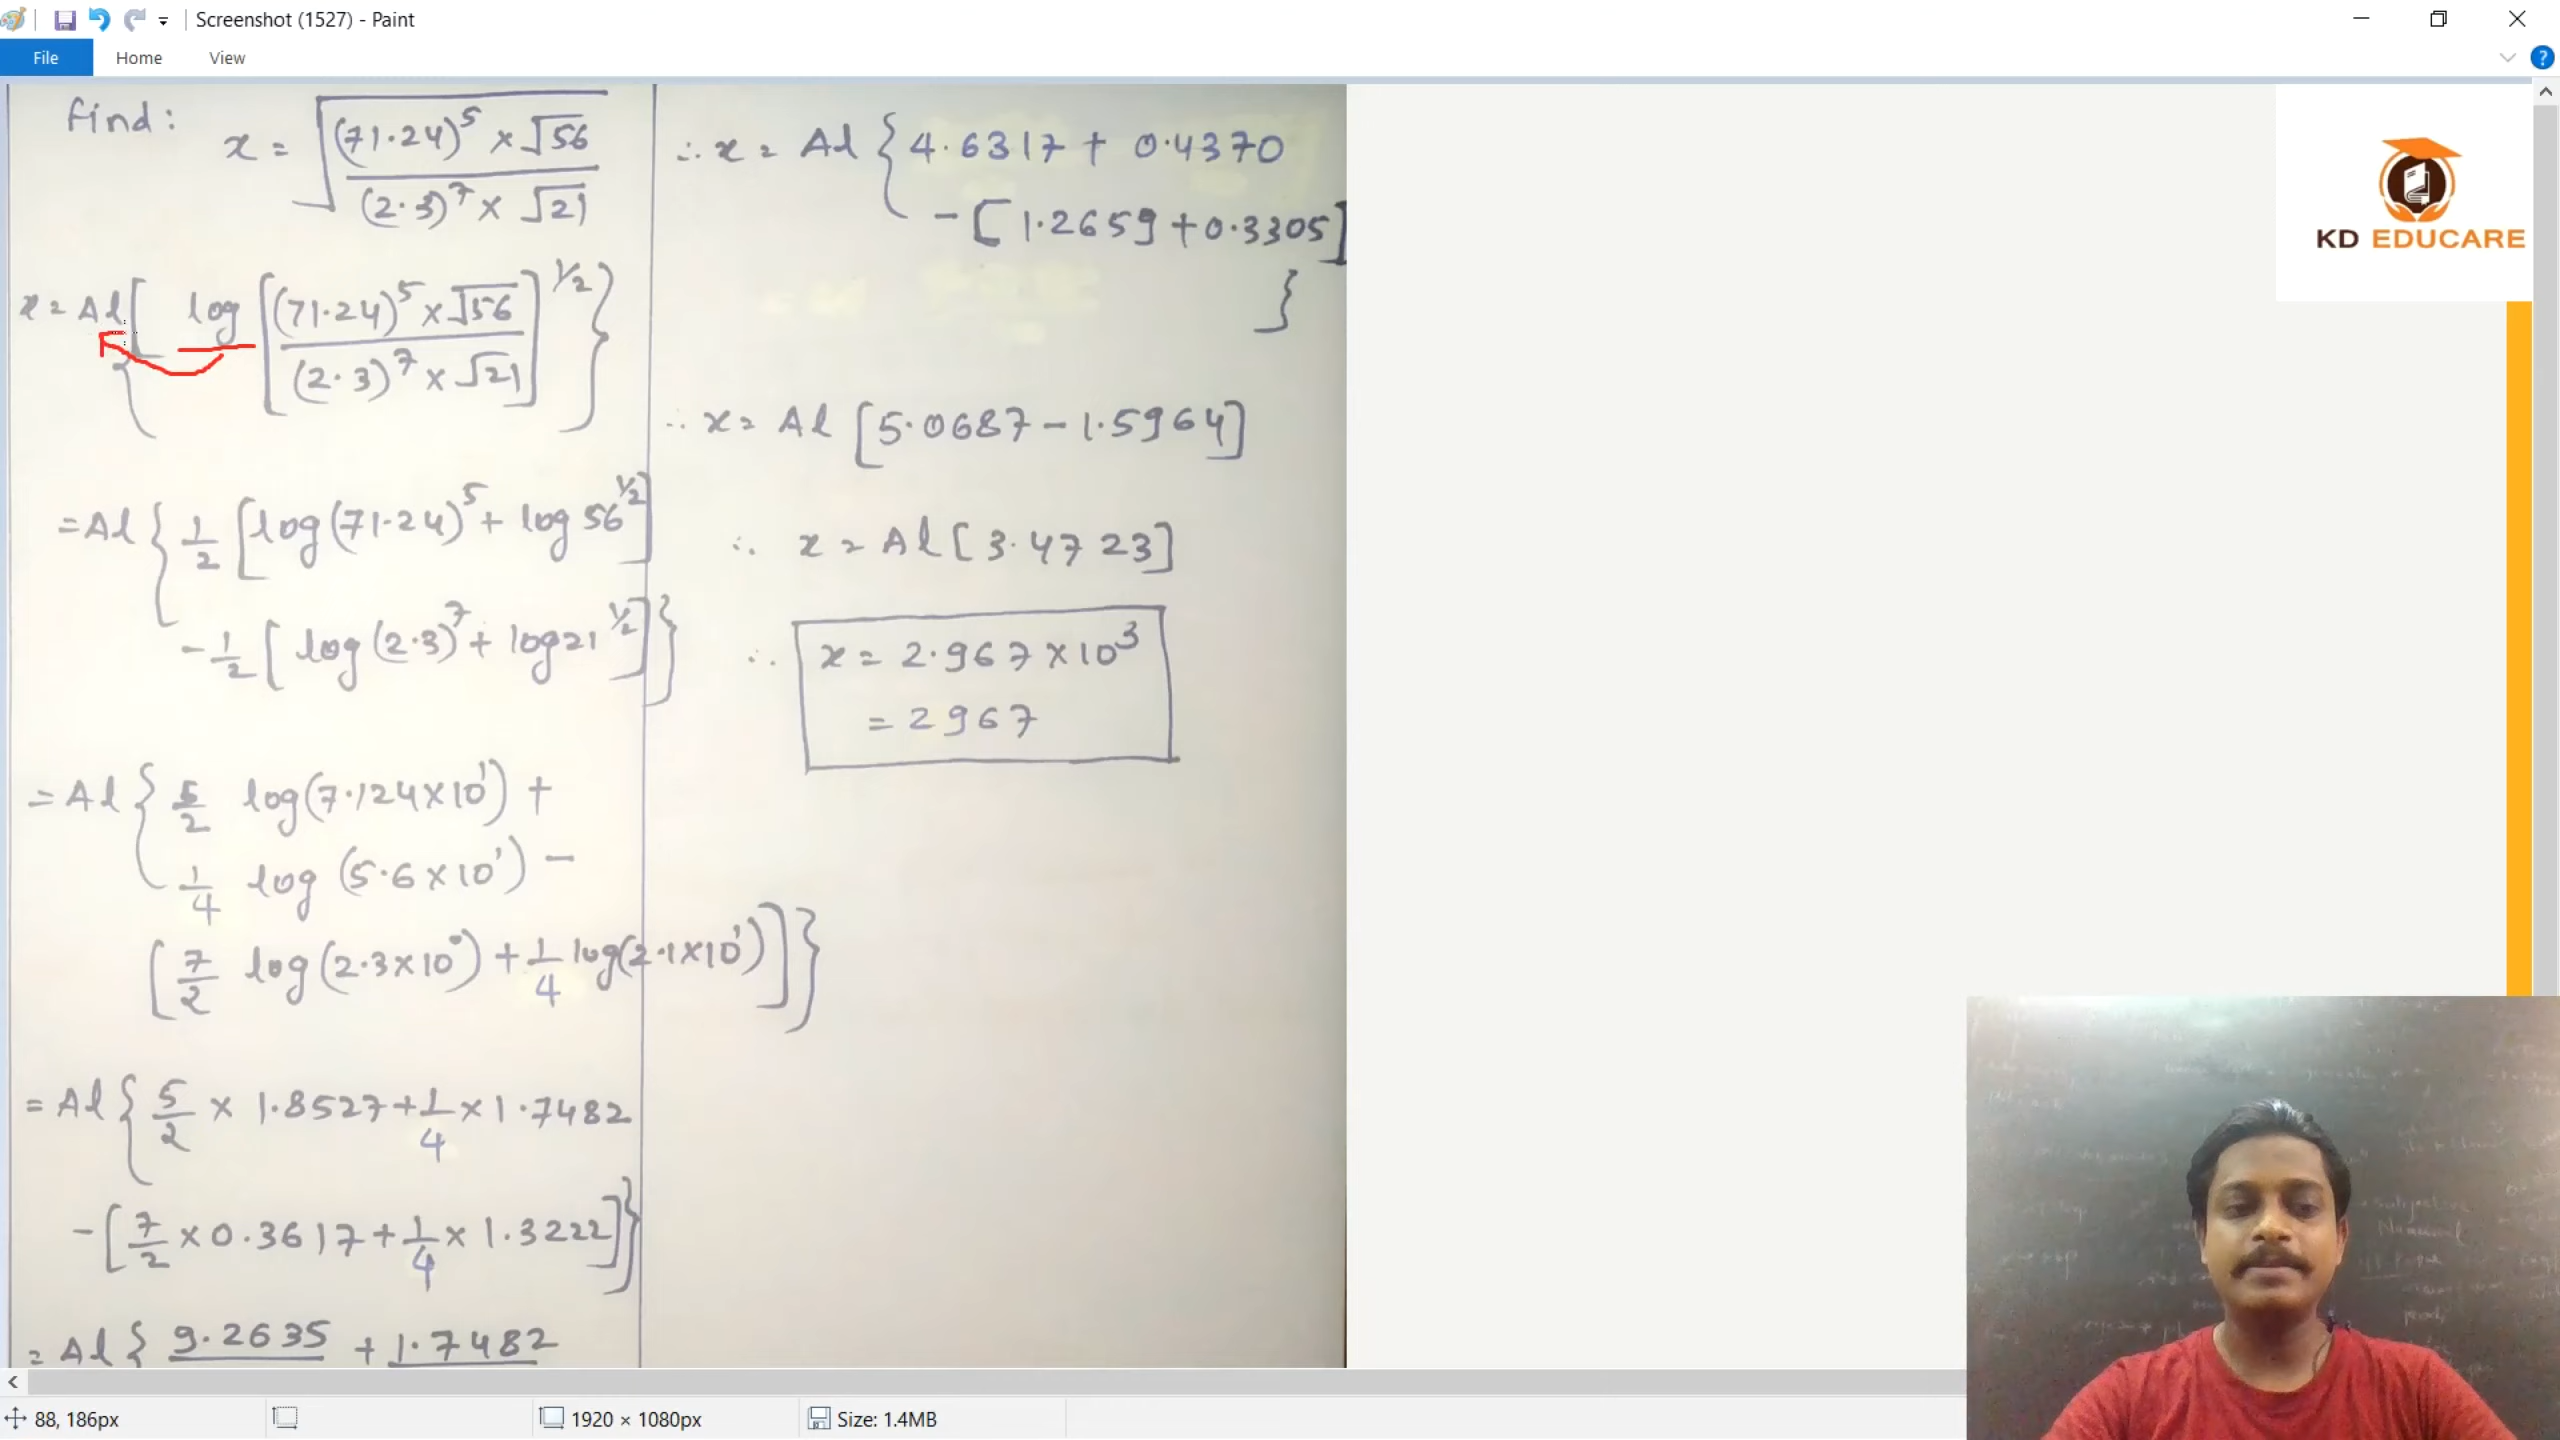 Screenshot (1527) - Paint
File Home View
find:
x = √((71.24)⁵ × √56 / (2.3)⁷ × √21)
x = Al[ { log [(71.24)⁵ × √56 / (2.3)⁷ × √21]^1/2 }
= Al { 1/2 [log(71.24)⁵ + log 56^1/2]
- 1/2 [ log (2.3)⁷ + log21^1/2] }
= Al { 5/2 log(7.124×10¹) +
1/4 log (5.6×10¹) -
[7/2 log(2.3×10⁰) + 1/4 log(2.1×10¹)] }
= Al { 5/2 × 1.8527 + 1/4 × 1.7482
- [7/2 × 0.3617 + 1/4 × 1.3222] }
= Al { 9.2635 + 1.7482
∴ x = Al { 4.6317 + 0.4370
- [ 1.2659 + 0.3305]
}
∴ x = Al [5.0687 - 1.5964]
∴ x = Al [ 3.4723]
∴ x = 2.967 × 10³
= 2967
KD EDUCARE
88, 186px
1920 × 1080px
Size: 1.4MB